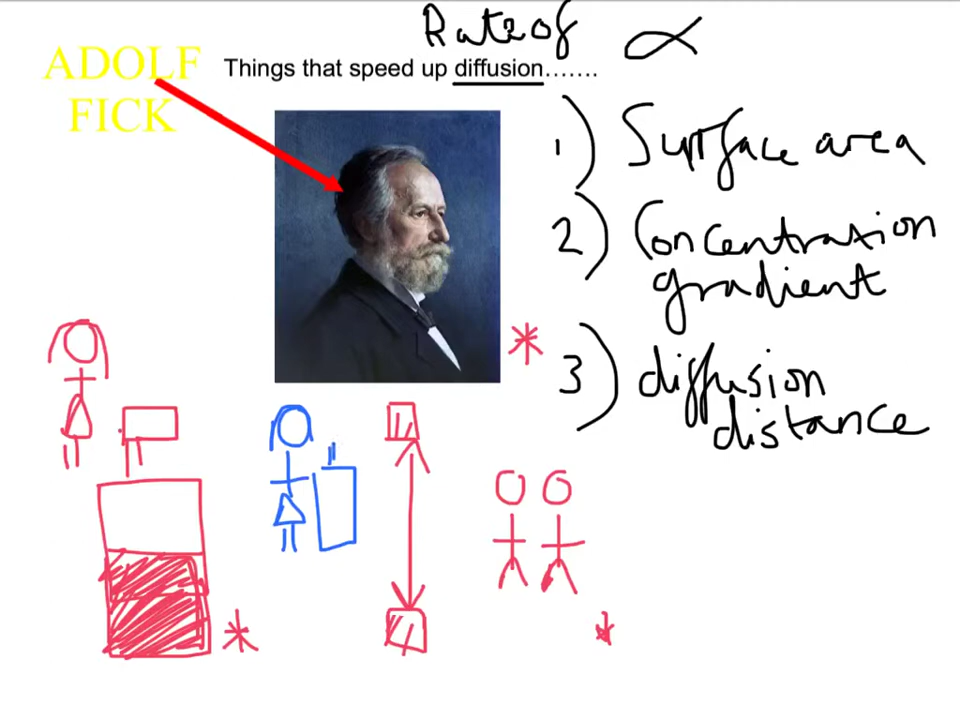 Rate of ∝
ADOLF
FICK
Things that speed up diffusion.......
1) Surface area
2) Concentration
gradient
3) diffusion
distance